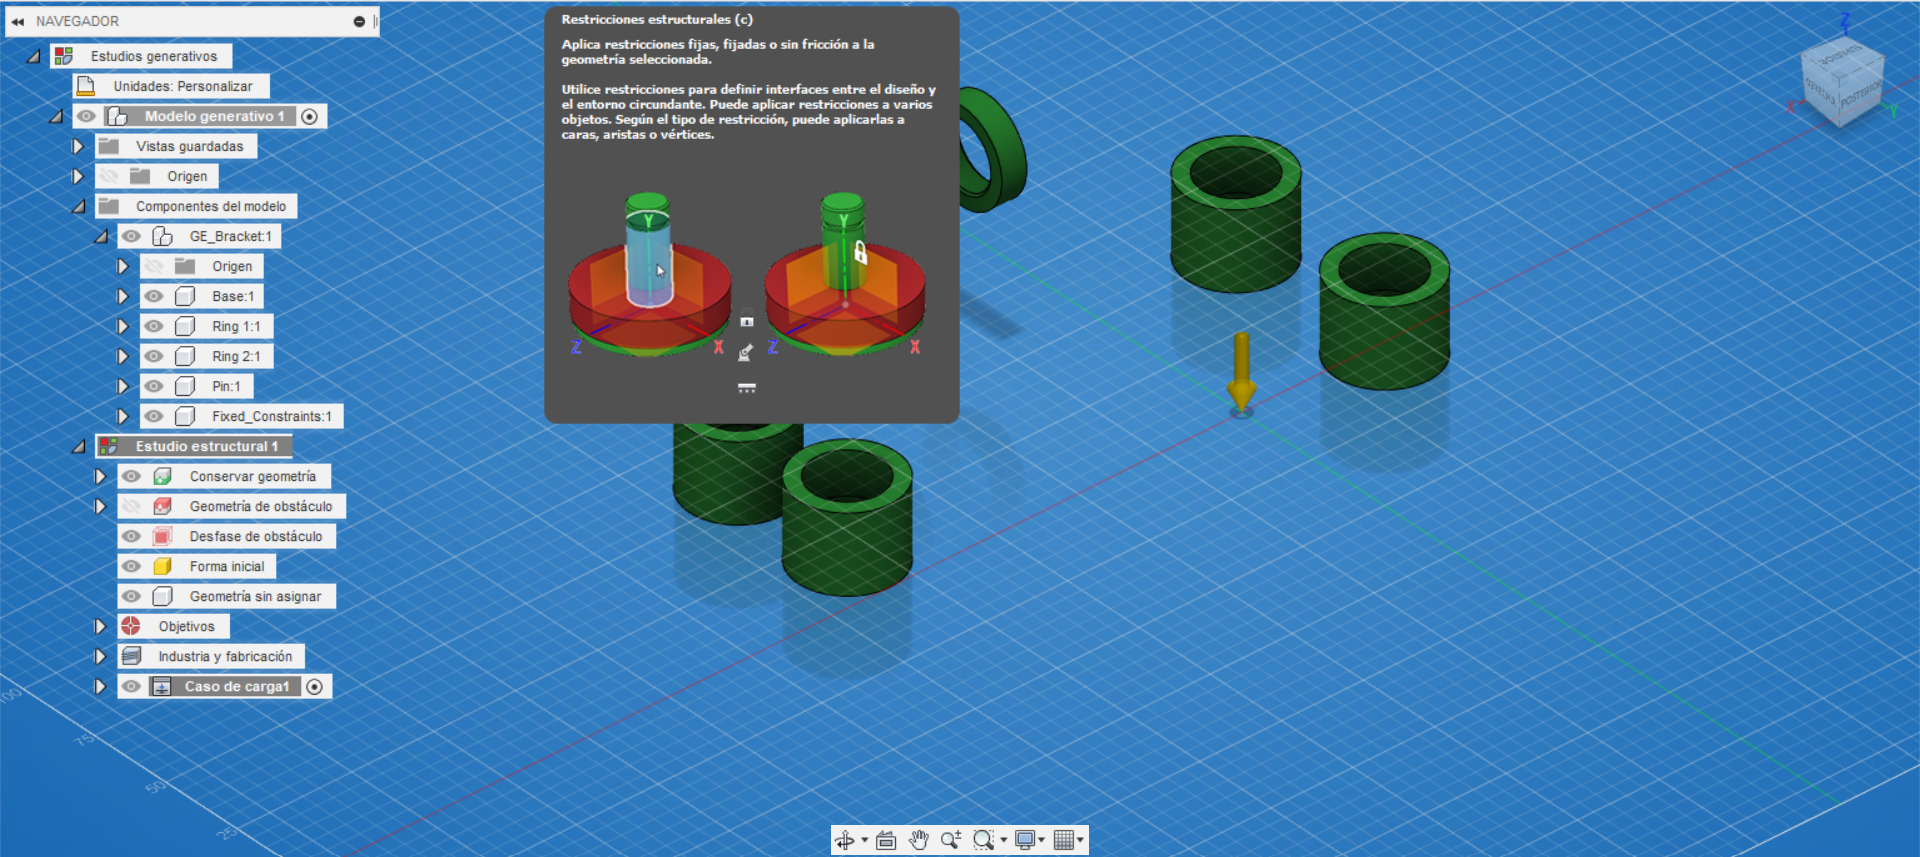 NAVEGADOR
Estudios generativos
Unidades: Personalizar
Modelo generativo 1
Vistas guardadas
Origen
Componentes del modelo
GE_Bracket:1
Origen
Base:1
Ring 1:1
Ring 2:1
Pin:1
Fixed_Constraints:1
Estudio estructural 1
Conservar geometría
Geometría de obstáculo
Desfase de obstáculo
Forma inicial
Geometría sin asignar
Objetivos
Industria y fabricación
Caso de carga1
Restricciones estructurales (c)
Aplica restricciones fijas, fijadas o sin fricción a la
geometría seleccionada.
Utilice restricciones para definir interfaces entre el diseño y
el entorno circundante. Puede aplicar restricciones a varios
objetos. Según el tipo de restricción, puede aplicarlas a
caras, aristas o vértices.
Y
Y
Z
X
Z
X
Z
POSTERIOR
X
Y
100
75
50
25